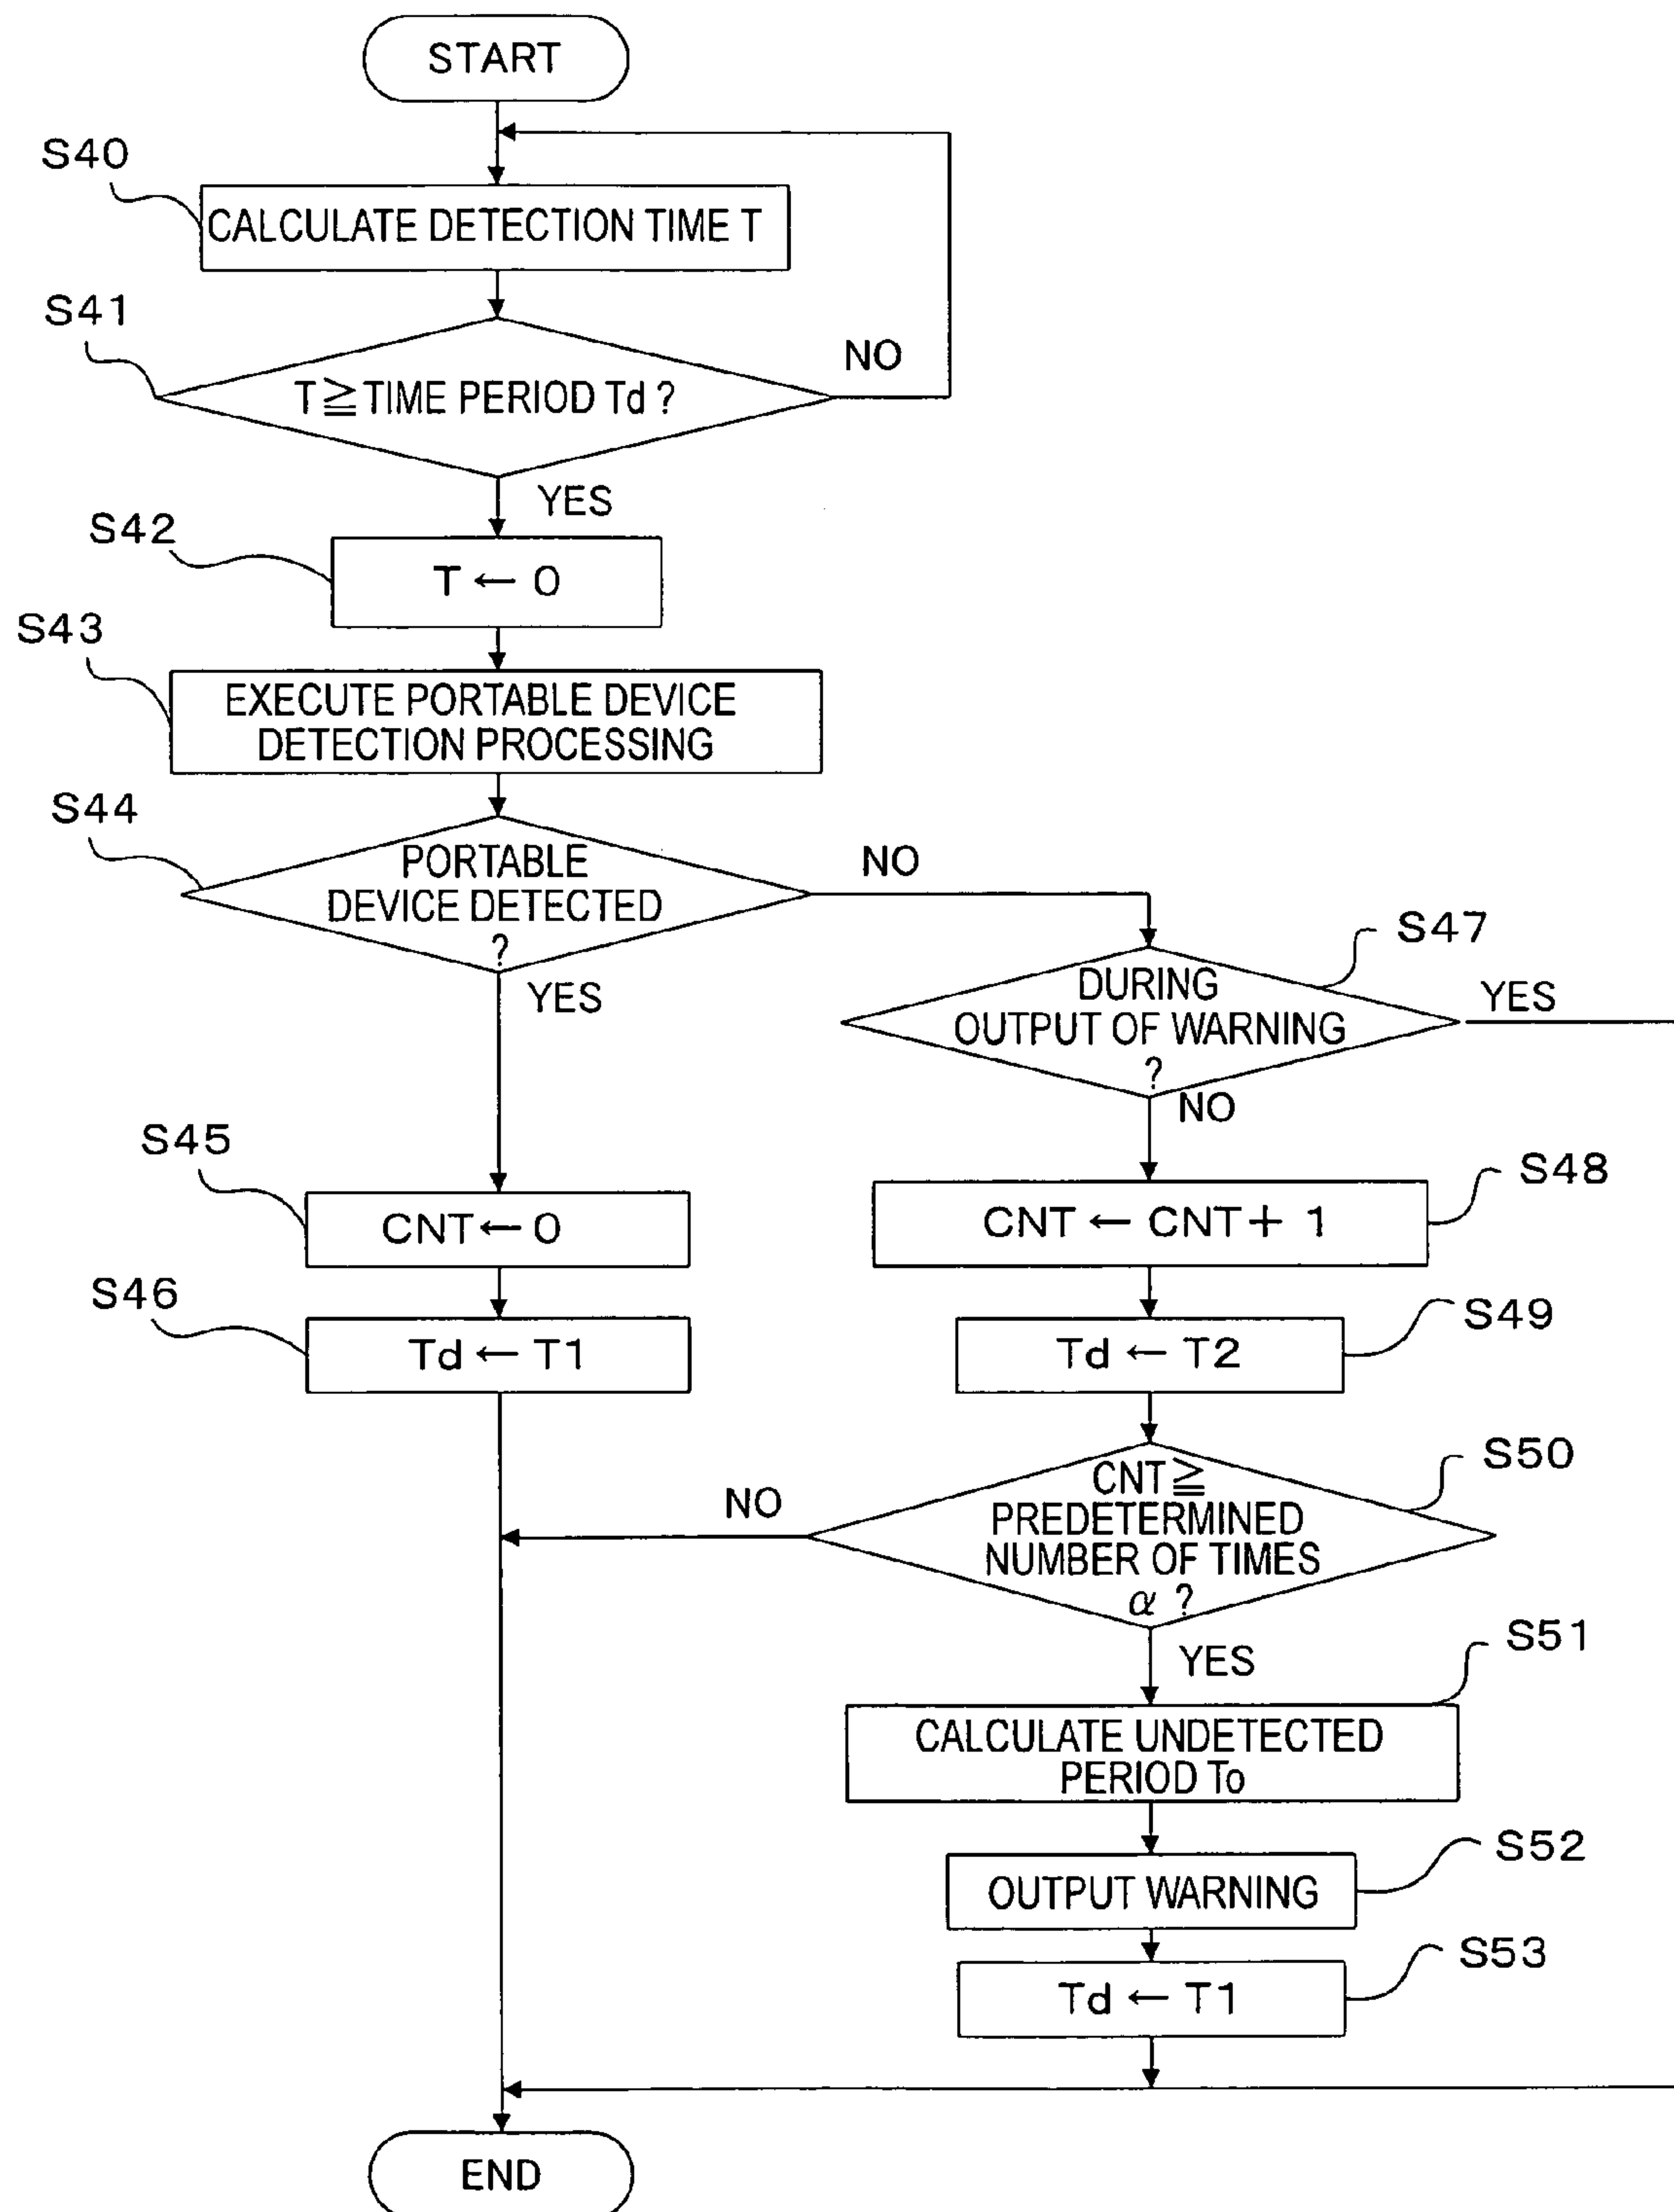 START
S40
CALCULATE DETECTION TIME T
S41
T≧TIME PERIOD Td ?
NO
YES
S42
T ← 0
S43
EXECUTE PORTABLE DEVICE
DETECTION PROCESSING
S44
PORTABLE
DEVICE DETECTED
?
NO
YES
S47
DURING
OUTPUT OF WARNING
?
YES
NO
S45
CNT ← 0
S48
CNT ← CNT + 1
S46
Td ← T1
S49
Td ← T2
S50
CNT ≧
PREDETERMINED
NUMBER OF TIMES
α ?
NO
YES
S51
CALCULATE UNDETECTED
PERIOD To
S52
OUTPUT WARNING
S53
Td ← T1
END